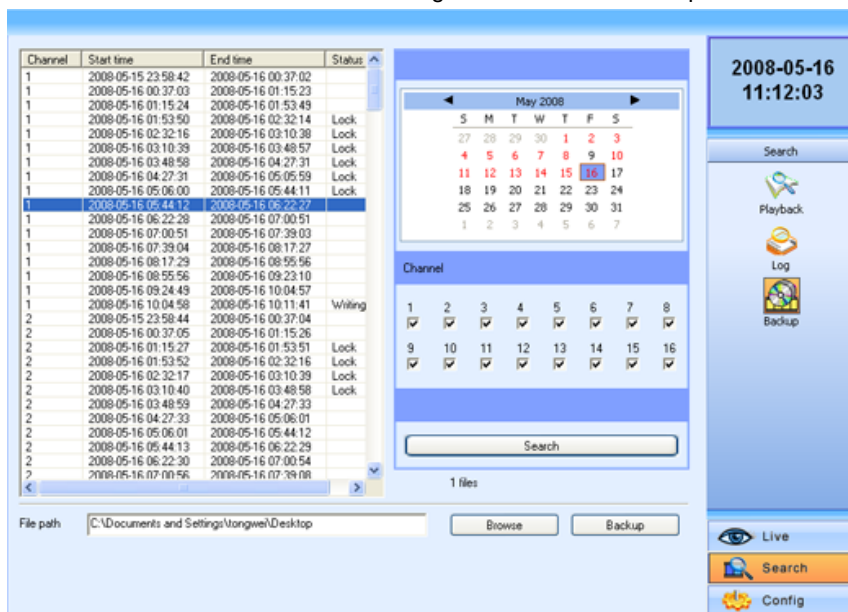 Channel Start time End time Status
1 2008-05-15 23:58:42 2008-05-16 00:37:02
1 2008-05-16 00:37:03 2008-05-16 01:15:23
1 2008-05-16 01:15:24 2008-05-16 01:53:49
1 2008-05-16 01:53:50 2008-05-16 02:32:14 Lock
1 2008-05-16 02:32:16 2008-05-16 03:10:38 Lock
1 2008-05-16 03:10:39 2008-05-16 03:48:57 Lock
1 2008-05-16 03:48:58 2008-05-16 04:27:31 Lock
1 2008-05-16 04:27:31 2008-05-16 05:05:59 Lock
1 2008-05-16 05:06:00 2008-05-16 05:44:11 Lock
1 2008-05-16 05:44:12 2008-05-16 06:22:27
1 2008-05-16 06:22:28 2008-05-16 07:00:51
1 2008-05-16 07:00:51 2008-05-16 07:39:03
1 2008-05-16 07:39:04 2008-05-16 08:17:27
1 2008-05-16 08:17:29 2008-05-16 08:55:56
1 2008-05-16 08:55:56 2008-05-16 09:23:10
1 2008-05-16 09:24:49 2008-05-16 10:04:57
1 2008-05-16 10:04:58 2008-05-16 10:11:41 Writing
2 2008-05-15 23:58:44 2008-05-16 00:37:04
2 2008-05-16 00:37:05 2008-05-16 01:15:26
2 2008-05-16 01:15:27 2008-05-16 01:53:51 Lock
2 2008-05-16 01:53:52 2008-05-16 02:32:16 Lock
2 2008-05-16 02:32:17 2008-05-16 03:10:39 Lock
2 2008-05-16 03:10:40 2008-05-16 03:48:58 Lock
2 2008-05-16 03:48:59 2008-05-16 04:27:33
2 2008-05-16 04:27:33 2008-05-16 05:06:01
2 2008-05-16 05:06:01 2008-05-16 05:44:12
2 2008-05-16 05:44:13 2008-05-16 06:22:29
2 2008-05-16 06:22:30 2008-05-16 07:00:54
2 2008-05-16 07:00:56 2008-05-16 07:39:08
May 2008
S M T W T F S
27 28 29 30 1 2 3
4 5 6 7 8 9 10
11 12 13 14 15 16 17
18 19 20 21 22 23 24
25 26 27 28 29 30 31
1 2 3 4 5 6 7
Channel
1 2 3 4 5 6 7 8
9 10 11 12 13 14 15 16
Search
1 files
File path C:\Documents and Settings\tongwei\Desktop Browse Backup
2008-05-16
11:12:03
Search
Playback
Log
Backup
Live
Search
Config